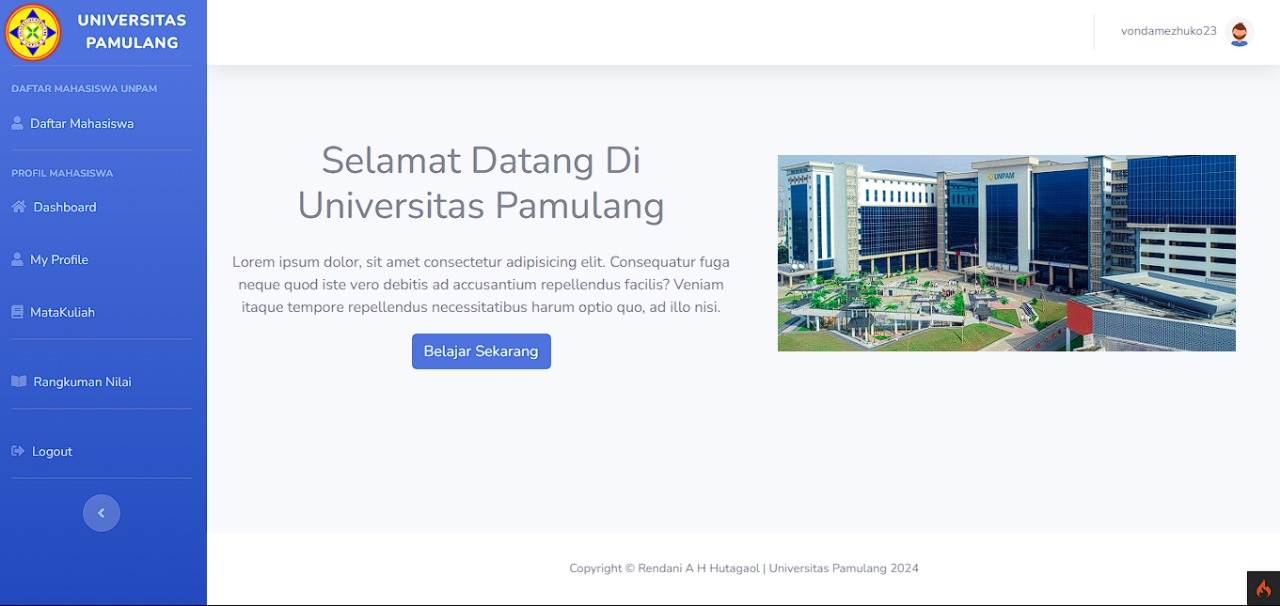 UNIVERSITAS
PAMULANG
vondamezhuko23
DAFTAR MAHASISWA UNPAM
Daftar Mahasiswa
PROFIL MAHASISWA
Dashboard
My Profile
MataKuliah
Rangkuman Nilai
Logout
Selamat Datang Di
Universitas Pamulang
Lorem ipsum dolor, sit amet consectetur adipisicing elit. Consequatur fuga
neque quod iste vero debitis ad accusantium repellendus facilis? Veniam
itaque tempore repellendus necessitatibus harum optio quo, ad illo nisi.
Belajar Sekarang
UNPAM
Copyright © Rendani A H Hutagaol | Universitas Pamulang 2024